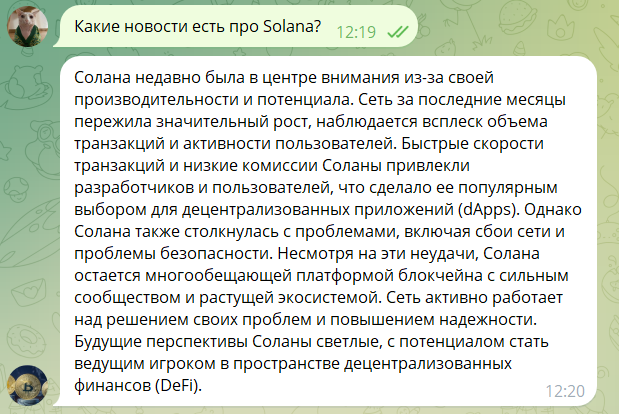 Какие новости есть про Solana?
12:19
Солана недавно была в центре внимания из-за своей
производительности и потенциала. Сеть за последние месяцы
пережила значительный рост, наблюдается всплеск объема
транзакций и активности пользователей. Быстрые скорости
транзакций и низкие комиссии Соланы привлекли
разработчиков и пользователей, что сделало ее популярным
выбором для децентрализованных приложений (dApps). Однако
Солана также столкнулась с проблемами, включая сбои сети и
проблемы безопасности. Несмотря на эти неудачи, Солана
остается многообещающей платформой блокчейна с сильным
сообществом и растущей экосистемой. Сеть активно работает
над решением своих проблем и повышением надежности.
Будущие перспективы Соланы светлые, с потенциалом стать
ведущим игроком в пространстве децентрализованных
финансов (DeFi).
12:20